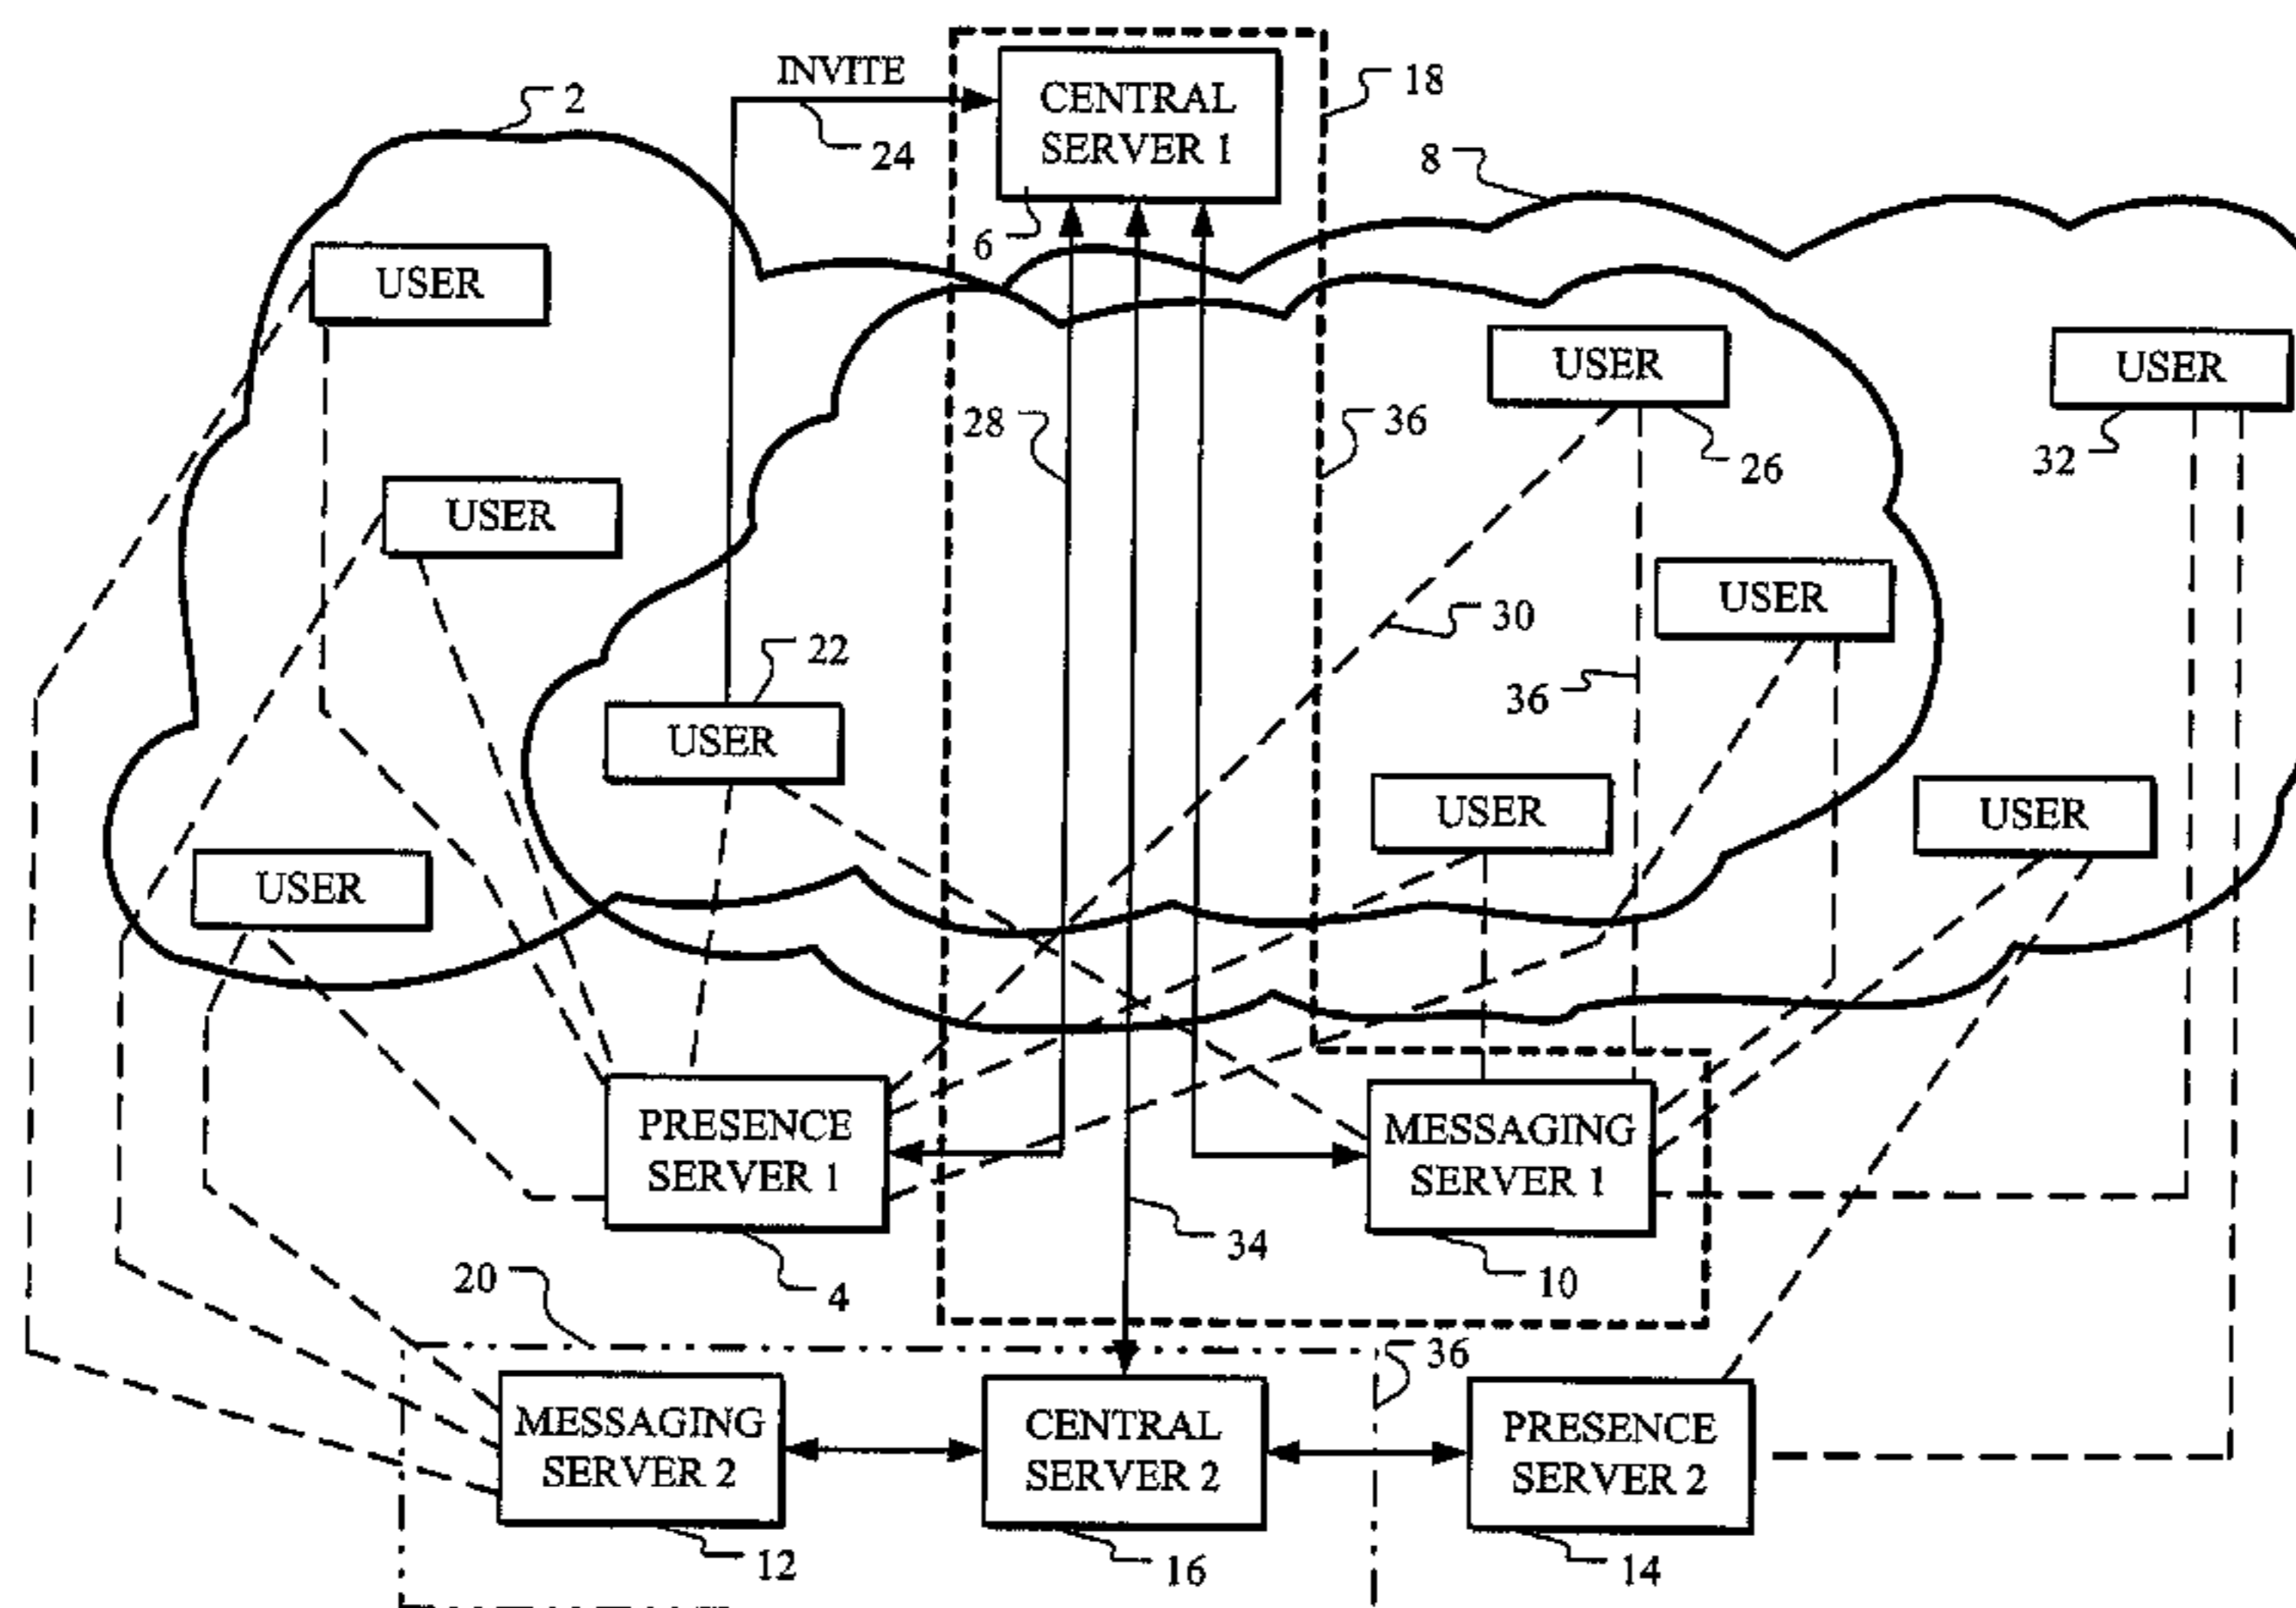 INVITE
CENTRAL
SERVER 1
18
2
24
8
6
USER
USER
USER
28
36
26
32
USER
USER
30
22
36
USER
USER
USER
USER
PRESENCE
SERVER 1
MESSAGING
SERVER 1
34
20
4
10
36
MESSAGING
SERVER 2
CENTRAL
SERVER 2
PRESENCE
SERVER 2
12
16
14